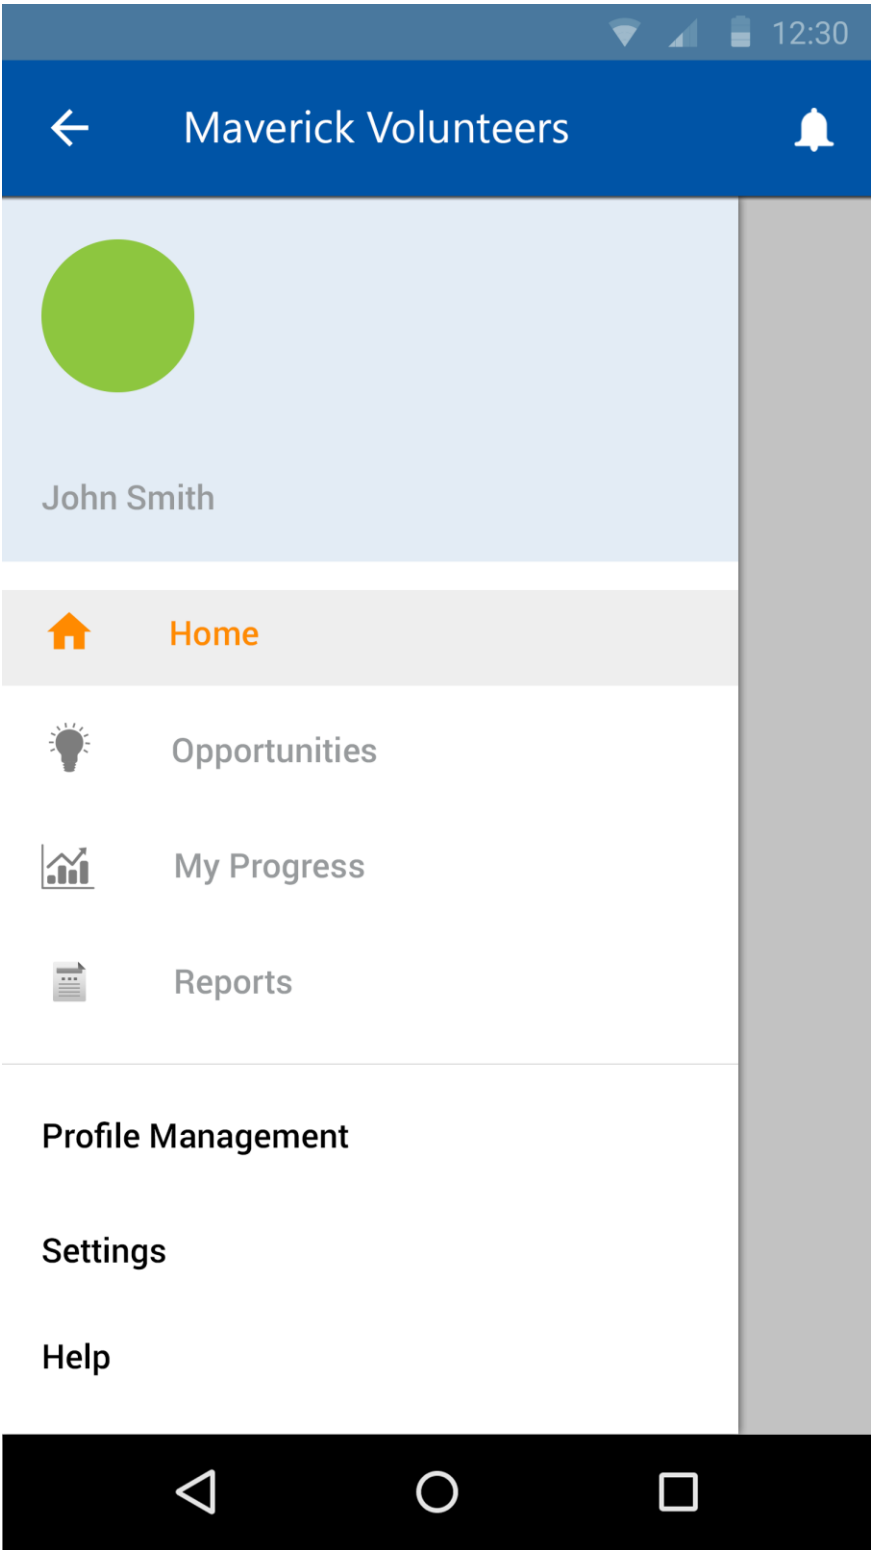 12:30
Maverick Volunteers
John Smith
Home
Opportunities
My Progress
Reports
Profile Management
Settings
Help